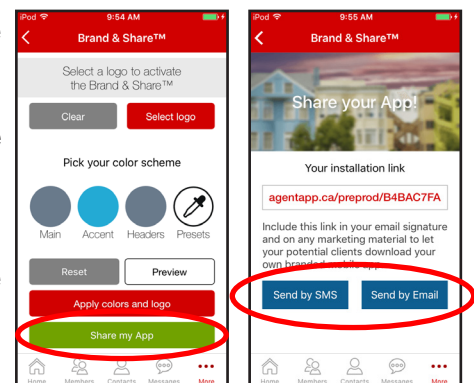 iPod 9:54 AM
Brand & Share™
Select a logo to activate
the Brand & Share™
Clear
Select logo
Pick your color scheme
Main Accent Headers Presets
Reset
Preview
Apply colors and logo
Share my App
Home Members Contacts Messages More
iPod 9:55 AM
Brand & Share™
Share your App!
Your installation link
agentapp.ca/preprod/B4BAC7FA
Include this link in your email signature
and on any marketing material to let
your potential clients download your
own branded mobile app
Send by SMS
Send by Email
Home Members Contacts Messages More